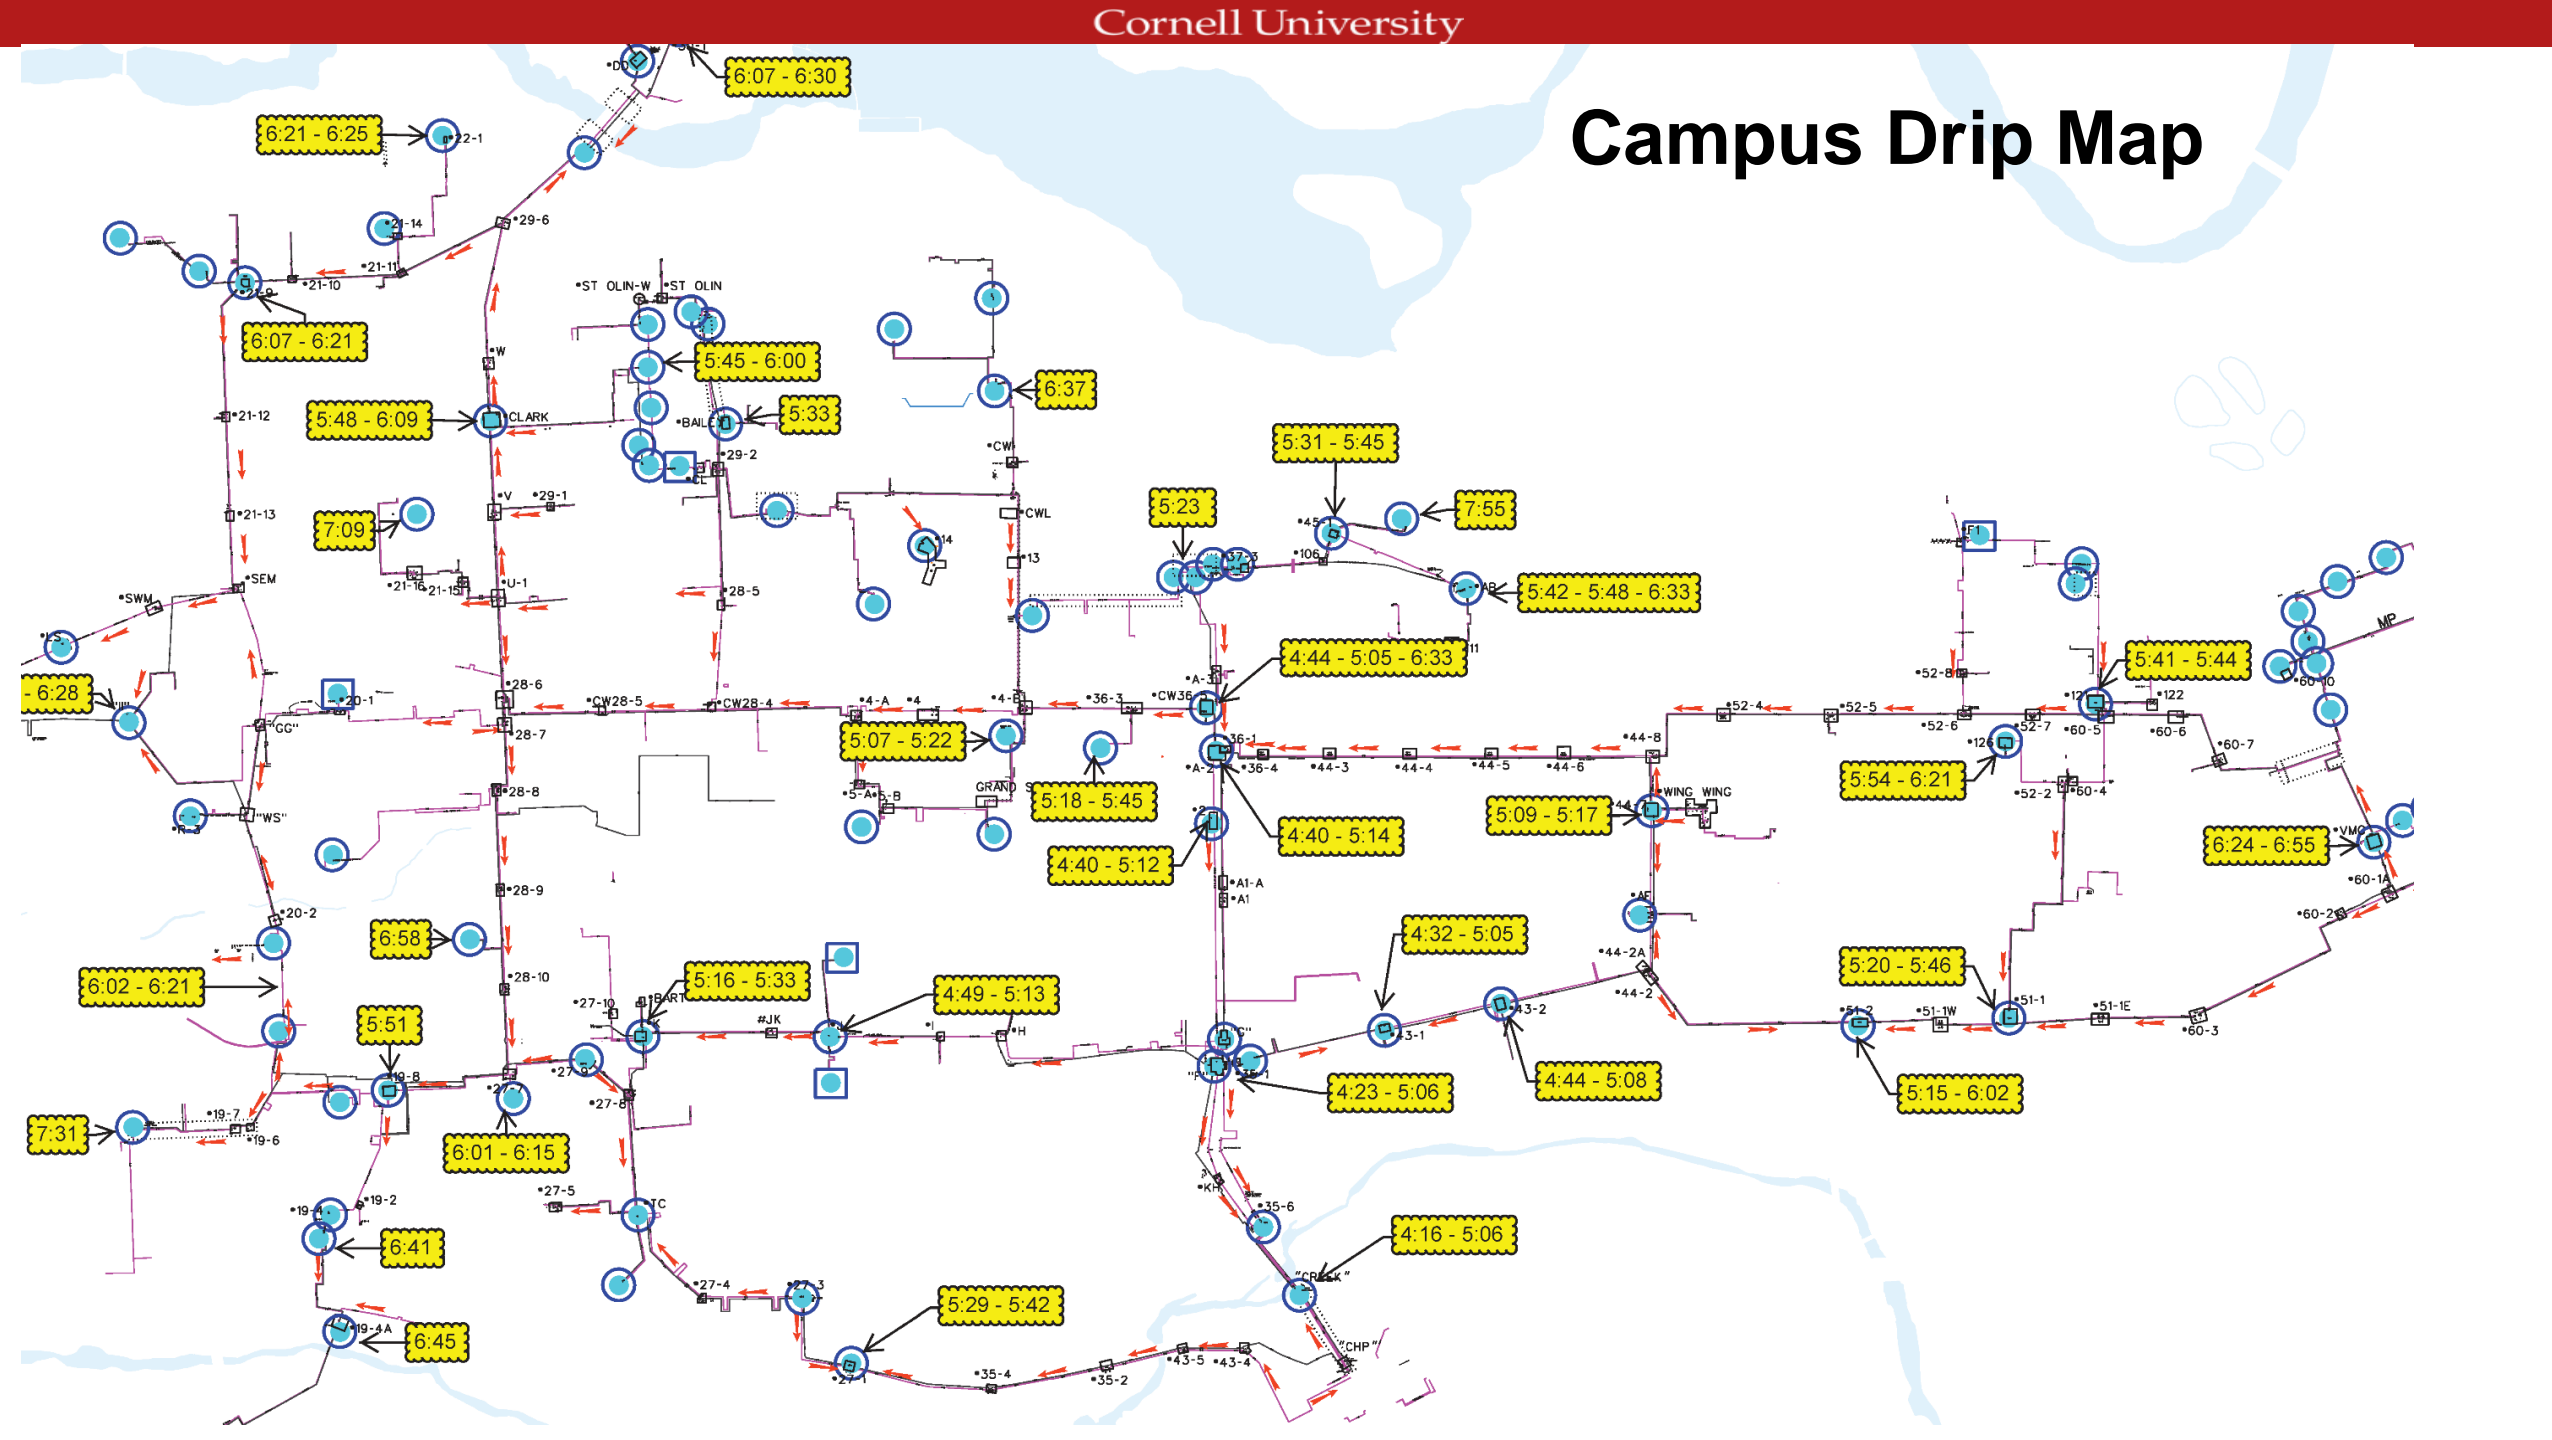 Cornell University
Campus Drip Map
6:07 - 6:30
6:21 - 6:25
22-1
21-14
29-6
21-11
21-10
6:07 - 6:21
ST OLIN-W
ST OLIN
W
5:45 - 6:00
6:37
21-12
5:48 - 6:09
CLARK
5:33
5:31 - 5:45
CW
29-2
V
29-1
21-13
7:09
CWL
5:23
7:55
14
13
106
F1
SEM
21-16
21-15
U-1
28-5
5:42 - 5:48 - 6:33
SWM
LS
4:44 - 5:05 - 6:33
5:41 - 5:44
MP
- 6:28
20-1
28-6
CW28-5
CW28-4
4-A
4
4-B
36-3
CW36-5
52-8
122
52-4
52-5
52-6
52-7
60-5
60-6
"GG"
28-7
5:07 - 5:22
36-1
A-2
36-4
44-3
44-4
44-5
44-6
44-8
126
60-7
5:54 - 6:21
52-2
60-4
28-8
5-A
5-B
5:18 - 5:45
WING
WING
5:09 - 5:17
"WS"
4:40 - 5:14
4:40 - 5:12
6:24 - 6:55
60-1A
28-9
A1-A
A1
60-2
20-2
6:58
4:32 - 5:05
44-2A
5:20 - 5:46
6:02 - 6:21
28-10
5:16 - 5:33
4:49 - 5:13
44-2
27-10
#JK
H
43-1
43-2
51-1W
51-1
51-1E
60-3
5:51
19-8
27-9
27-8
4:23 - 5:06
4:44 - 5:08
5:15 - 6:02
7:31
19-7
19-6
6:01 - 6:15
27-5
TC
KH
35-6
19-2
6:41
4:16 - 5:06
"CREEK"
27-4
27-3
5:29 - 5:42
19-4A
6:45
35-4
35-2
43-5
43-4
"CHP"
27-1